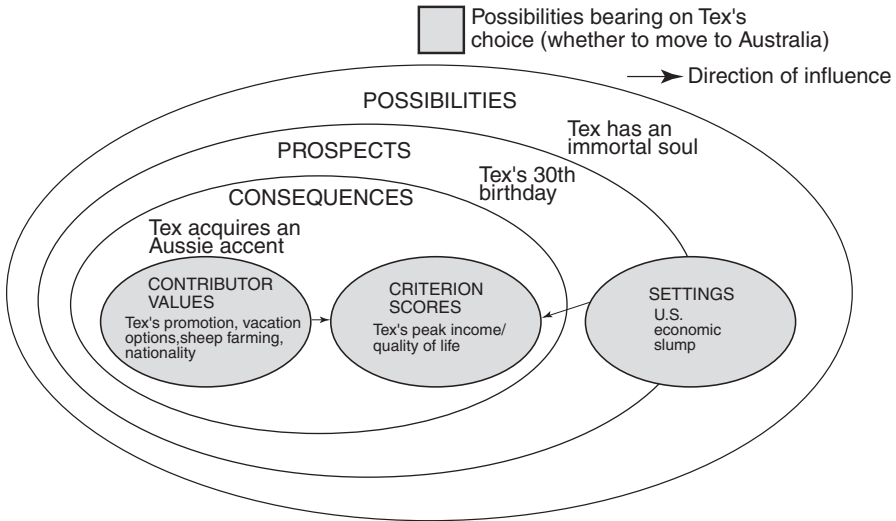 Possibilities bearing on Tex's
choice (whether to move to Australia)
Direction of influence
POSSIBILITIES
Tex has an
immortal soul
PROSPECTS
Tex's 30th
birthday
CONSEQUENCES
Tex acquires an
Aussie accent
CONTRIBUTOR
VALUES
Tex's promotion, vacation
options,sheep farming,
nationality
CRITERION
SCORES
Tex's peak income/
quality of life
SETTINGS
U.S.
economic
slump